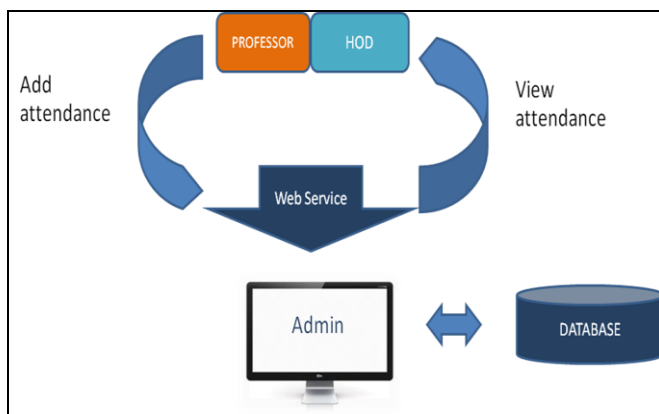 PROFESSOR
HOD
Add
attendance
View
attendance
Web Service
Admin
DATABASE